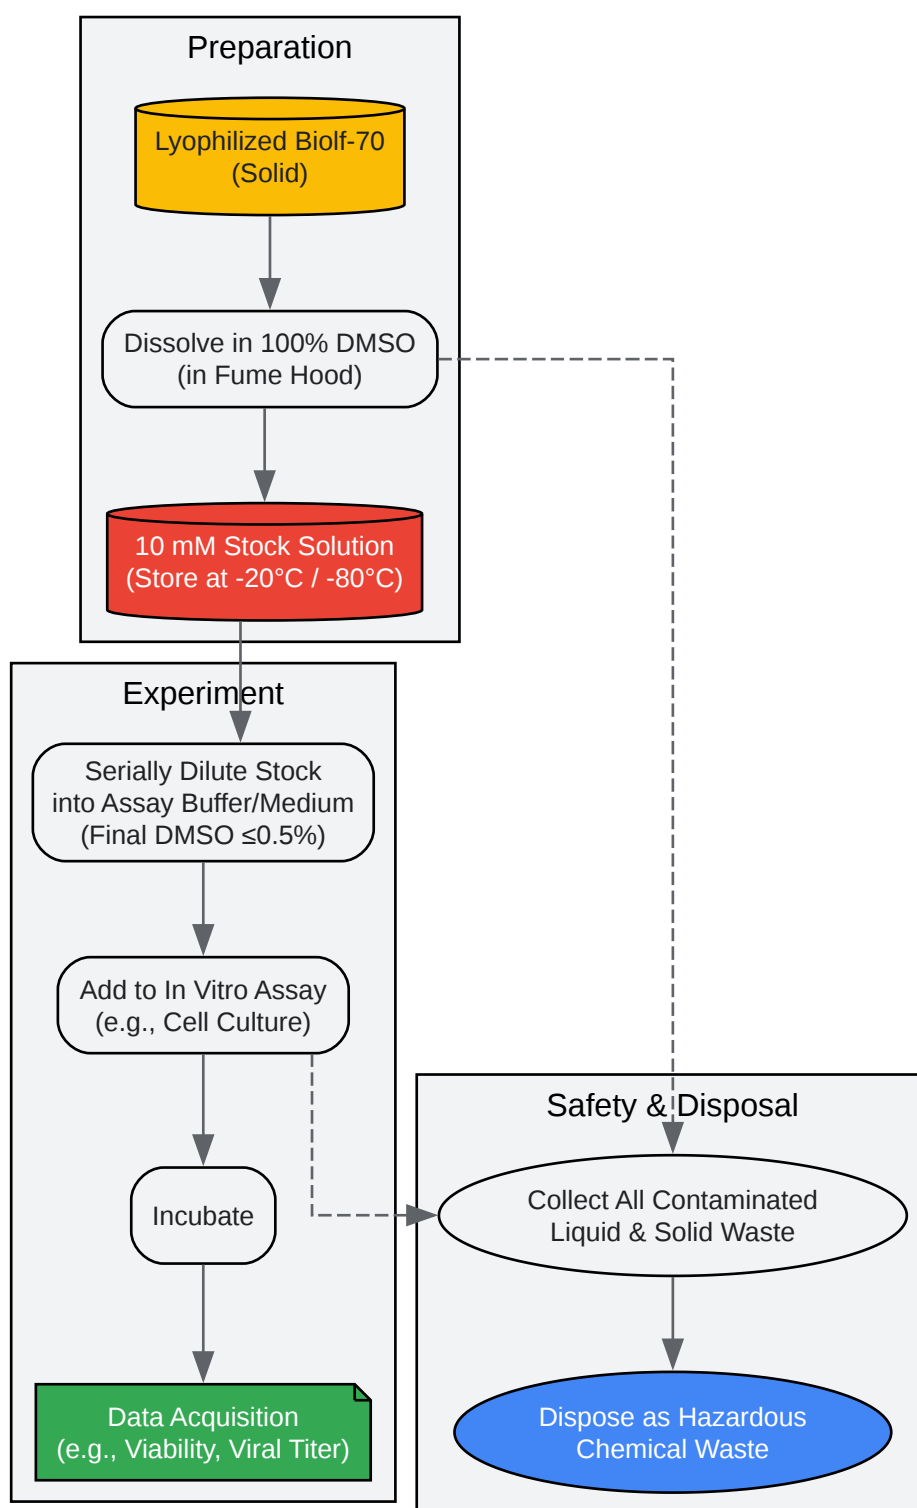 Preparation
Lyophilized Biolf-70
(Solid)
Dissolve in 100% DMSO
(in Fume Hood)
10 mM Stock Solution
(Store at -20°C / -80°C)
Experiment
Serially Dilute Stock
into Assay Buffer/Medium
(Final DMSO ≤0.5%)
Add to In Vitro Assay
(e.g., Cell Culture)
Incubate
Data Acquisition
(e.g., Viability, Viral Titer)
Safety & Disposal
Collect All Contaminated
Liquid & Solid Waste
Dispose as Hazardous
Chemical Waste